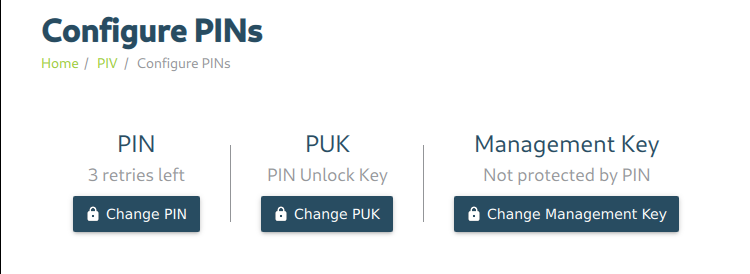 Configure PINs
Home / PIV / Configure PINs
PIN
3 retries left
Change PIN
PUK
PIN Unlock Key
Change PUK
Management Key
Not protected by PIN
Change Management Key